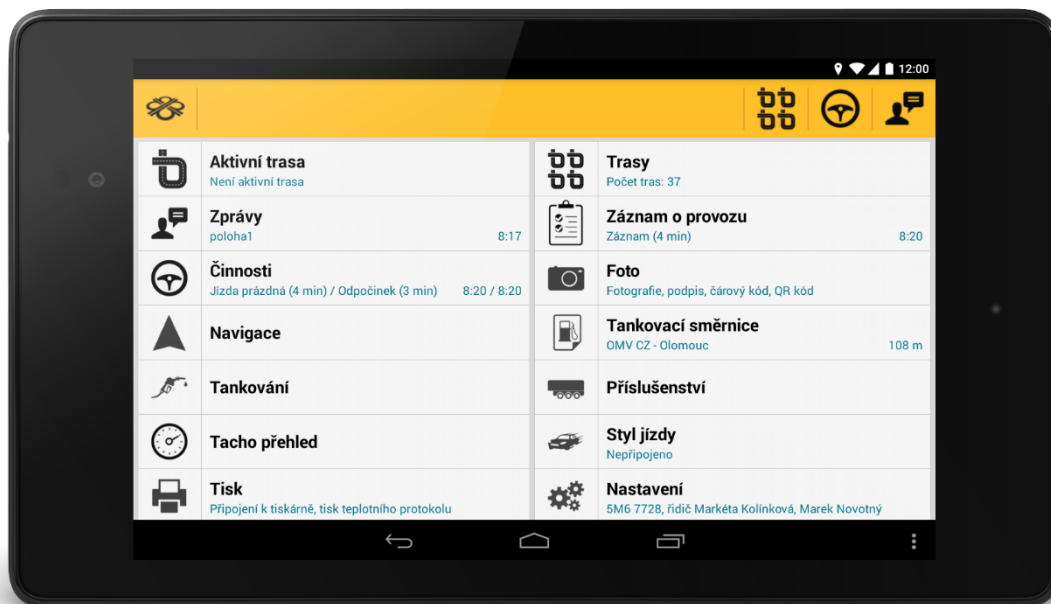 12:00
Aktivní trasa
Není aktivní trasa
Trasy
Počet tras: 37
Zprávy
poloha1 8:17
Záznam o provozu
Záznam (4 min) 8:20
Činnosti
Jízda prázdná (4 min) / Odpočinek (3 min) 8:20 / 8:20
Foto
Fotografie, podpis, čárový kód, QR kód
Navigace
Tankovací směrnice
OMV CZ - Olomouc 108 m
Tankování
Příslušenství
Tacho přehled
Styl jízdy
Nepřipojeno
Tisk
Připojení k tiskárně, tisk teplotního protokolu
Nastavení
5M6 7728, řidič Markéta Kolínková, Marek Novotný